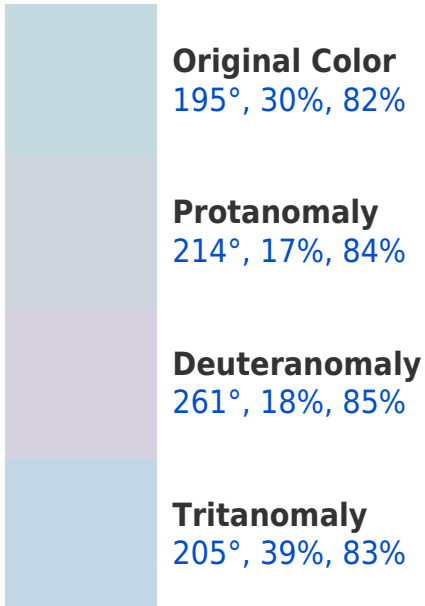 Original Color
195°, 30%, 82%
Protanomaly
214°, 17%, 84%
Deuteranomaly
261°, 18%, 85%
Tritanomaly
205°, 39%, 83%